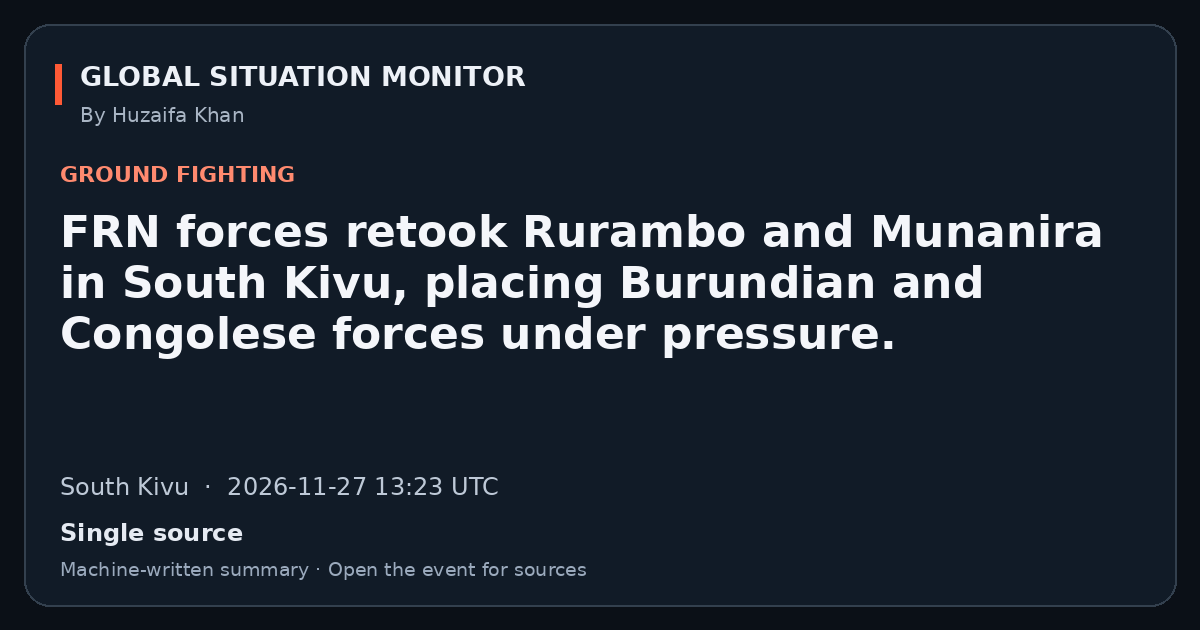 GLOBAL SITUATION MONITOR
By Huzaifa Khan
GROUND FIGHTING
FRN forces retook Rurambo and Munanira
in South Kivu, placing Burundian and
Congolese forces under pressure.
South Kivu · 2026-11-27 13:23 UTC
Single source
Machine-written summary · Open the event for sources